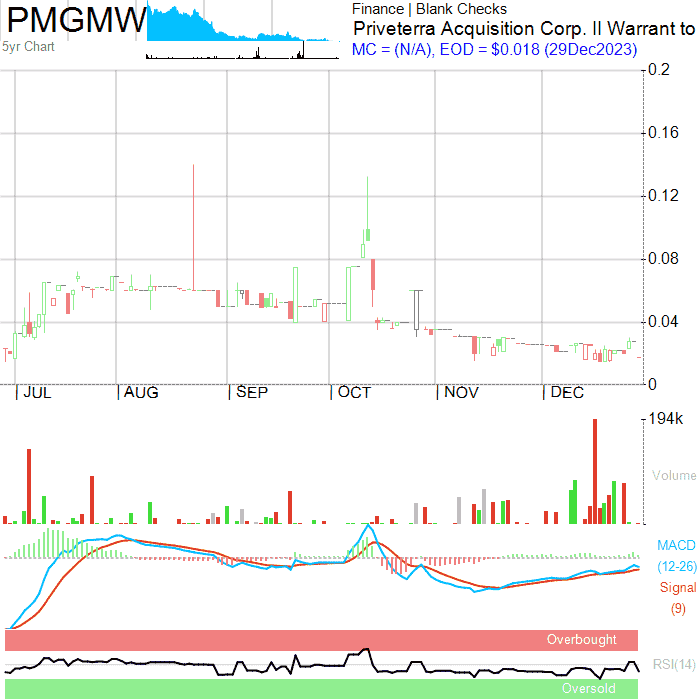 PMGMW
5yr Chart
Finance | Blank Checks
Priveterra Acquisition Corp. II Warrant to
MC = (N/A), EOD = $0.018 (29Dec2023)
0.2
0.16
0.12
0.08
0.04
0
JUL AUG SEP OCT NOV DEC
194k
Volume
MACD
(12-26)
Signal
(9)
Overbought
RSI(14)
Oversold